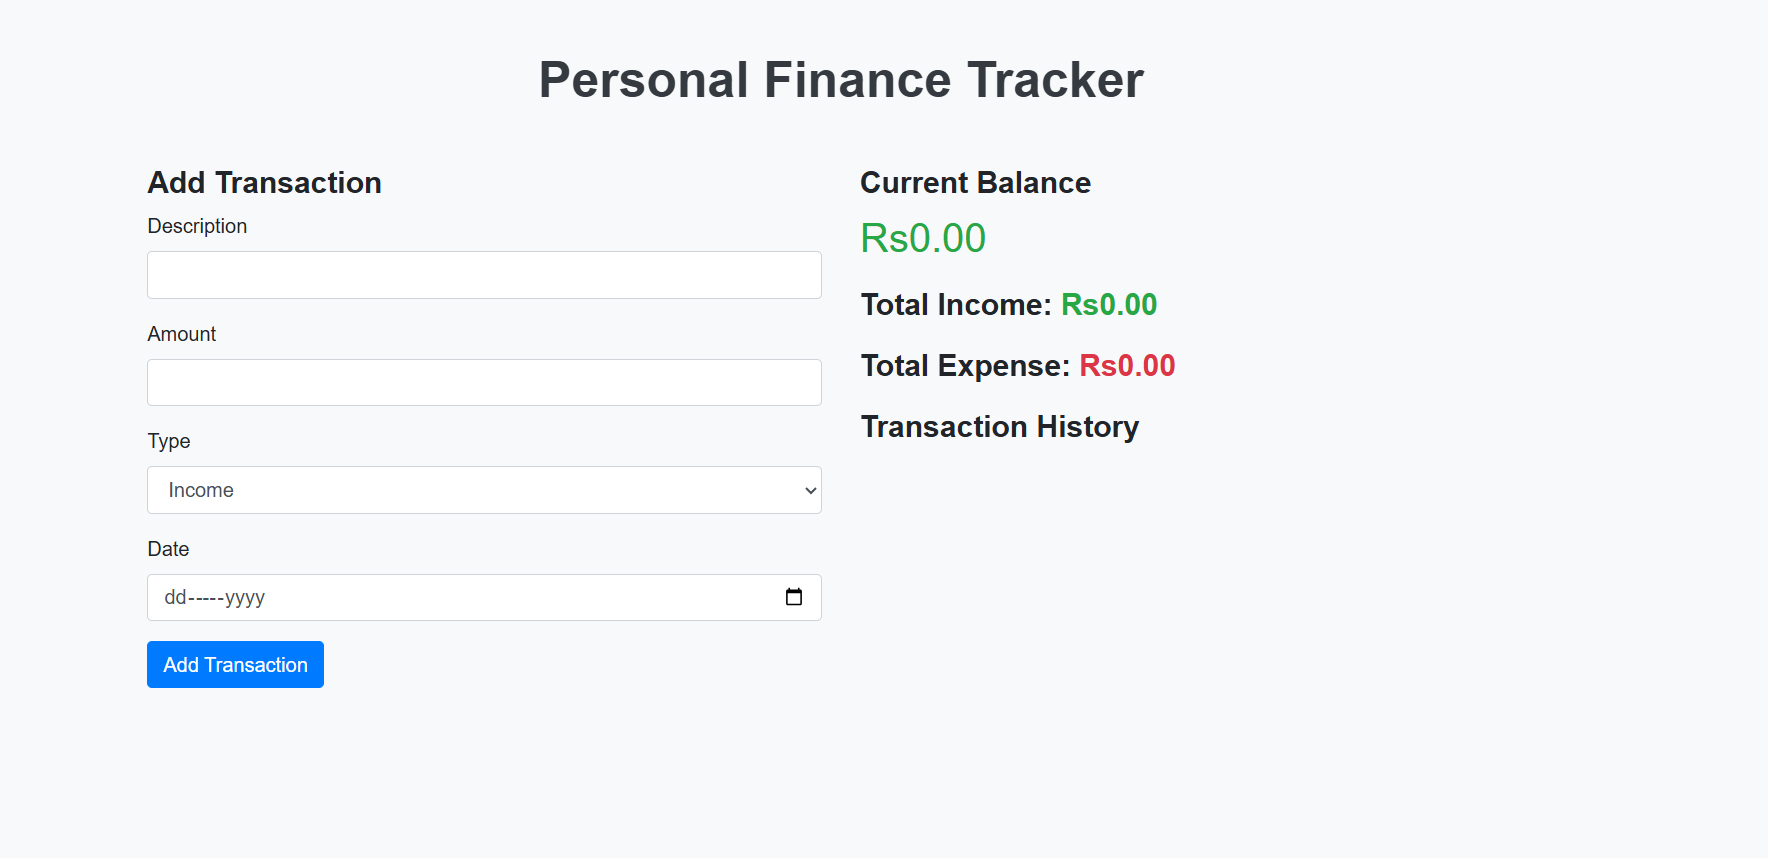 Personal Finance Tracker
Add Transaction
Description
Amount
Type
Income
Date
dd-----yyyy
Add Transaction
Current Balance
Rs0.00
Total Income: Rs0.00
Total Expense: Rs0.00
Transaction History